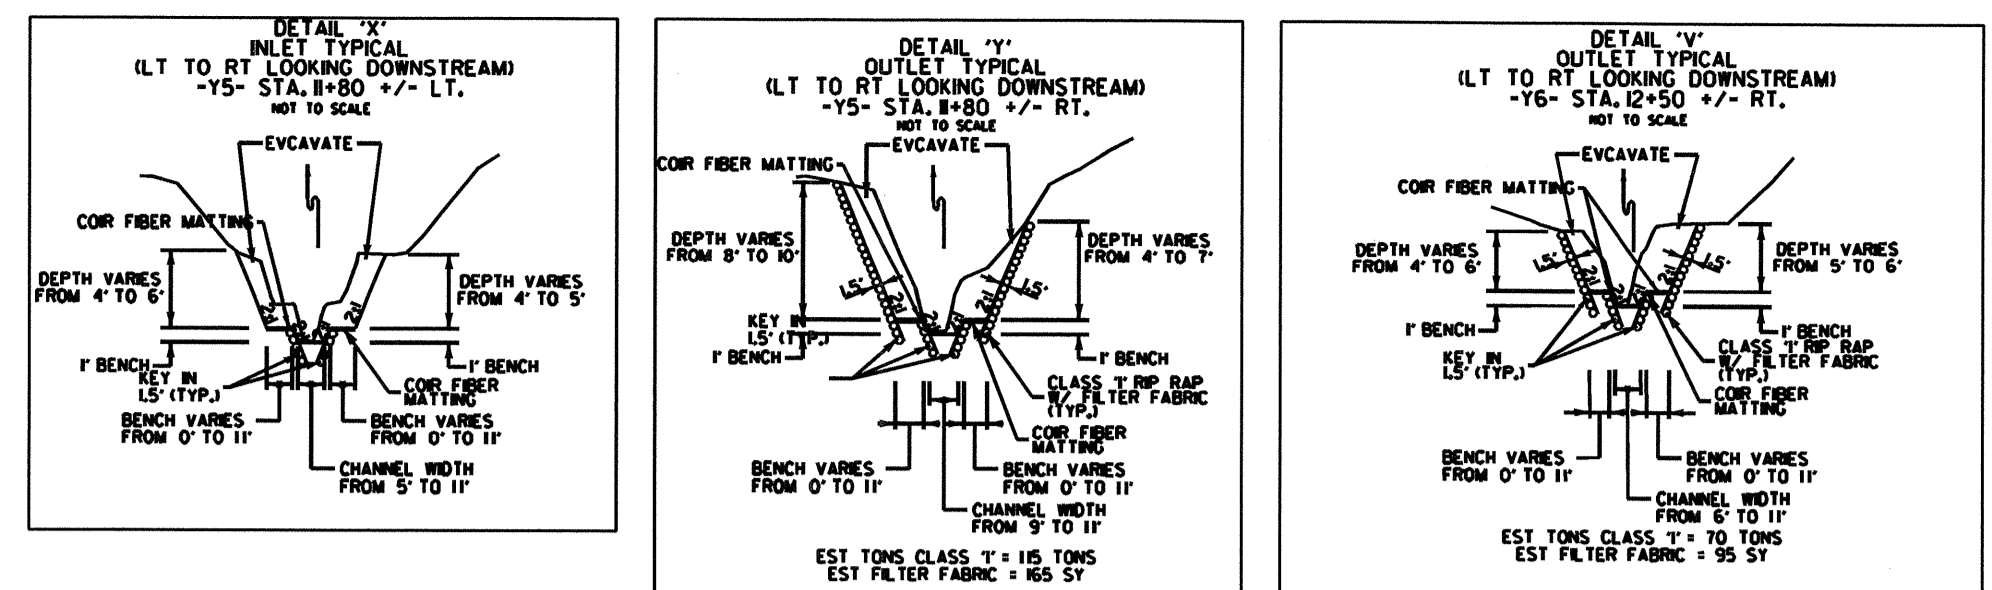 DETAIL 'X'
INLET TYPICAL
(LT TO RT LOOKING DOWNSTREAM)
-Y5- STA. 11+80 +/- LT.
NOT TO SCALE
EVCAVATE
COIR FIBER MATTING
DEPTH VARIES
FROM 4' TO 6'
DEPTH VARIES
FROM 4' TO 5'
2:1
2:1
1' BENCH
1' BENCH
KEY IN
1.5' (TYP.)
COIR FIBER
MATTING
BENCH VARIES
FROM 0' TO 11'
BENCH VARIES
FROM 0' TO 11'
CHANNEL WIDTH
FROM 5' TO 11'
DETAIL 'Y'
OUTLET TYPICAL
(LT TO RT LOOKING DOWNSTREAM)
-Y5- STA. 11+80 +/- RT.
NOT TO SCALE
EVCAVATE
COIR FIBER MATTING
DEPTH VARIES
FROM 8' TO 10'
DEPTH VARIES
FROM 4' TO 7'
1.5'
2:1
2:1
1.5'
KEY IN
1.5' (TYP.)
1' BENCH
1' BENCH
CLASS 'I' RIP RAP
W/ FILTER FABRIC
(TYP.)
COIR FIBER
MATTING
BENCH VARIES
FROM 0' TO 11'
BENCH VARIES
FROM 0' TO 11'
CHANNEL WIDTH
FROM 9' TO 11'
EST TONS CLASS 'I' = 115 TONS
EST FILTER FABRIC = 165 SY
DETAIL 'V'
OUTLET TYPICAL
(LT TO RT LOOKING DOWNSTREAM)
-Y6- STA. 12+50 +/- RT.
NOT TO SCALE
EVCAVATE
COIR FIBER MATTING
DEPTH VARIES
FROM 4' TO 6'
DEPTH VARIES
FROM 5' TO 6'
1.5'
2:1
2:1
1.5'
1' BENCH
1' BENCH
KEY IN
1.5' (TYP.)
CLASS 'I' RIP RAP
W/ FILTER FABRIC
(TYP.)
COIR FIBER
MATTING
BENCH VARIES
FROM 0' TO 11'
BENCH VARIES
FROM 0' TO 11'
CHANNEL WIDTH
FROM 6' TO 11'
EST TONS CLASS 'I' = 70 TONS
EST FILTER FABRIC = 95 SY